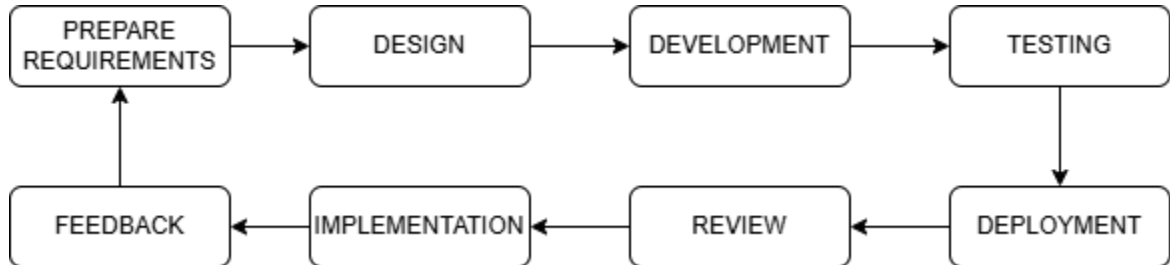 PREPARE
REQUIREMENTS
DESIGN
DEVELOPMENT
TESTING
DEPLOYMENT
REVIEW
IMPLEMENTATION
FEEDBACK